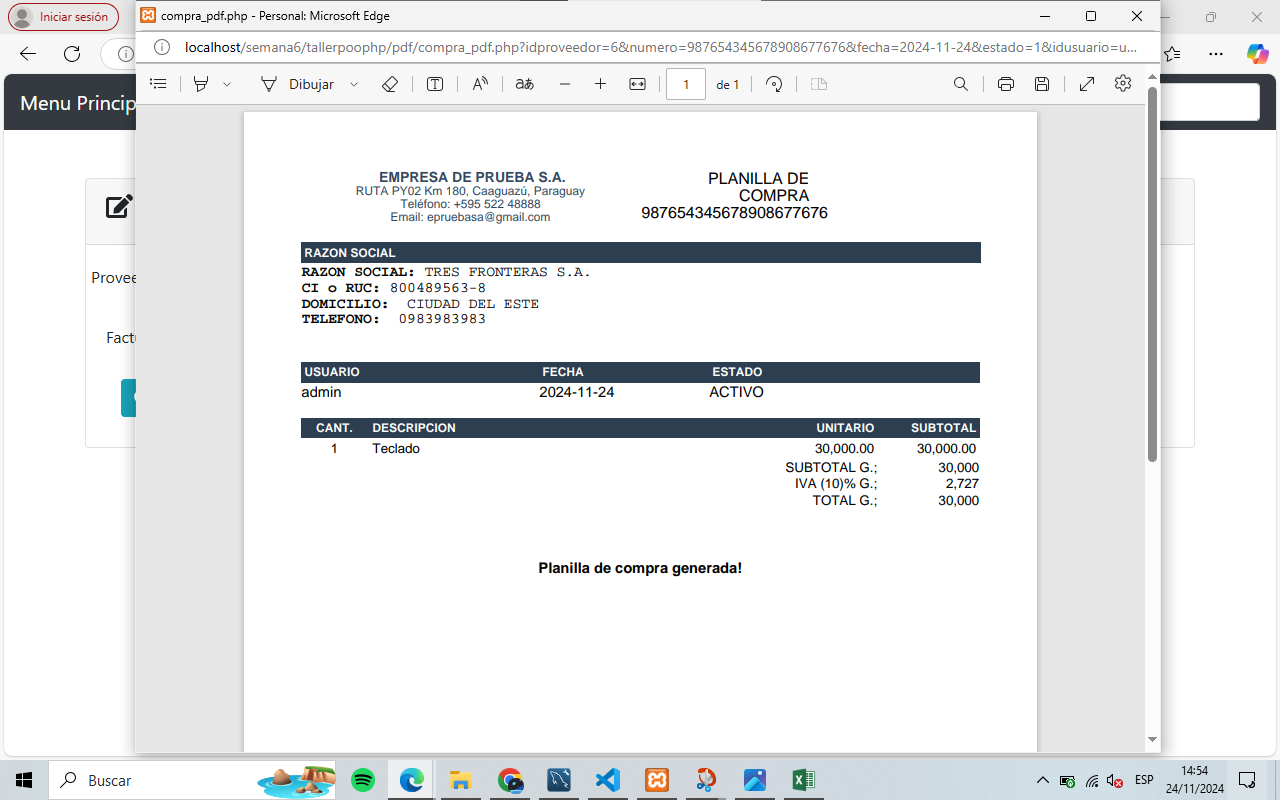 Iniciar sesión
compra_pdf.php - Personal: Microsoft Edge
localhost/semana6/tallerpoophp/pdf/compra_pdf.php?idproveedor=6&numero=987654345678908677676&fecha=2024-11-24&estado=1&idusuario=u...
Menu Princip
Dibujar
aあ
1 de 1
EMPRESA DE PRUEBA S.A.
RUTA PY02 Km 180, Caaguazú, Paraguay
Teléfono: +595 522 48888
Email: epruebasa@gmail.com
PLANILLA DE
COMPRA
987654345678908677676
RAZON SOCIAL
RAZON SOCIAL: TRES FRONTERAS S.A.
CI o RUC: 800489563-8
DOMICILIO: CIUDAD DEL ESTE
TELEFONO: 0983983983
Provee
Factu
USUARIO FECHA ESTADO
admin 2024-11-24 ACTIVO
CANT. DESCRIPCION UNITARIO SUBTOTAL
1 Teclado 30,000.00 30,000.00
SUBTOTAL G.; 30,000
IVA (10)% G.; 2,727
TOTAL G.; 30,000
Planilla de compra generada!
Buscar
ESP
14:54
24/11/2024